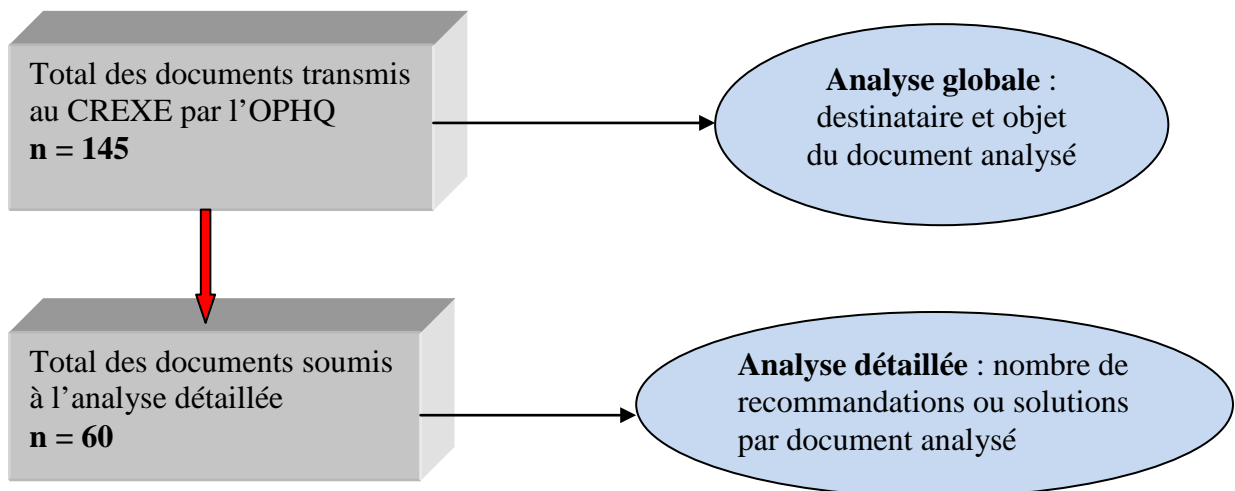 Total des documents transmis
au CREXE par l’OPHQ
n = 145
Analyse globale :
destinataire et objet
du document analysé
Total des documents soumis
à l’analyse détaillée
n = 60
Analyse détaillée : nombre de
recommandations ou solutions
par document analysé